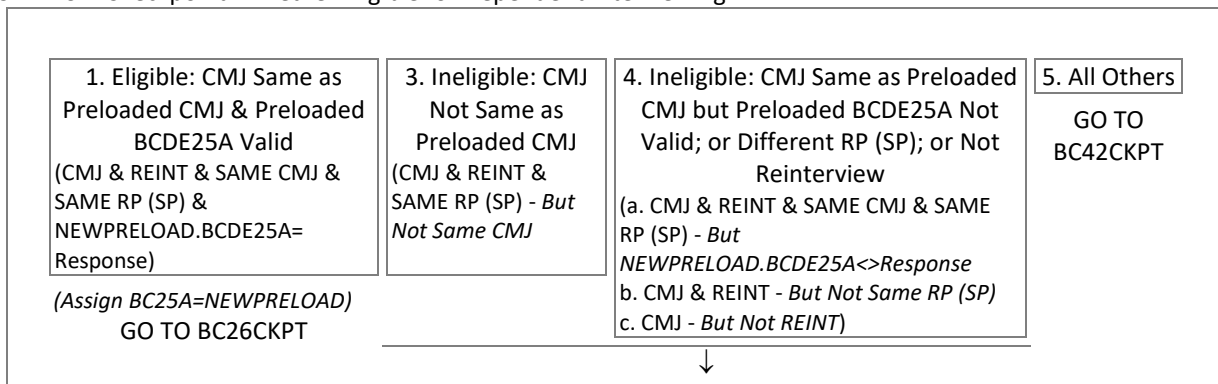 1. Eligible: CMJ Same as
Preloaded CMJ & Preloaded
BCDE25A Valid
(CMJ & REINT & SAME CMJ &
SAME RP (SP) &
NEWPRELOAD.BCDE25A=
Response)
(Assign BC25A=NEWPRELOAD)
GO TO BC26CKPT
3. Ineligible: CMJ
Not Same as
Preloaded CMJ
(CMJ & REINT &
SAME RP (SP) - But
Not Same CMJ
4. Ineligible: CMJ Same as Preloaded
CMJ but Preloaded BCDE25A Not
Valid; or Different RP (SP); or Not
Reinterview
(a. CMJ & REINT & SAME CMJ & SAME
RP (SP) - But
NEWPRELOAD.BCDE25A<>Response
b. CMJ & REINT - But Not Same RP (SP)
c. CMJ - But Not REINT)
5. All Others
GO TO
BC42CKPT
↓